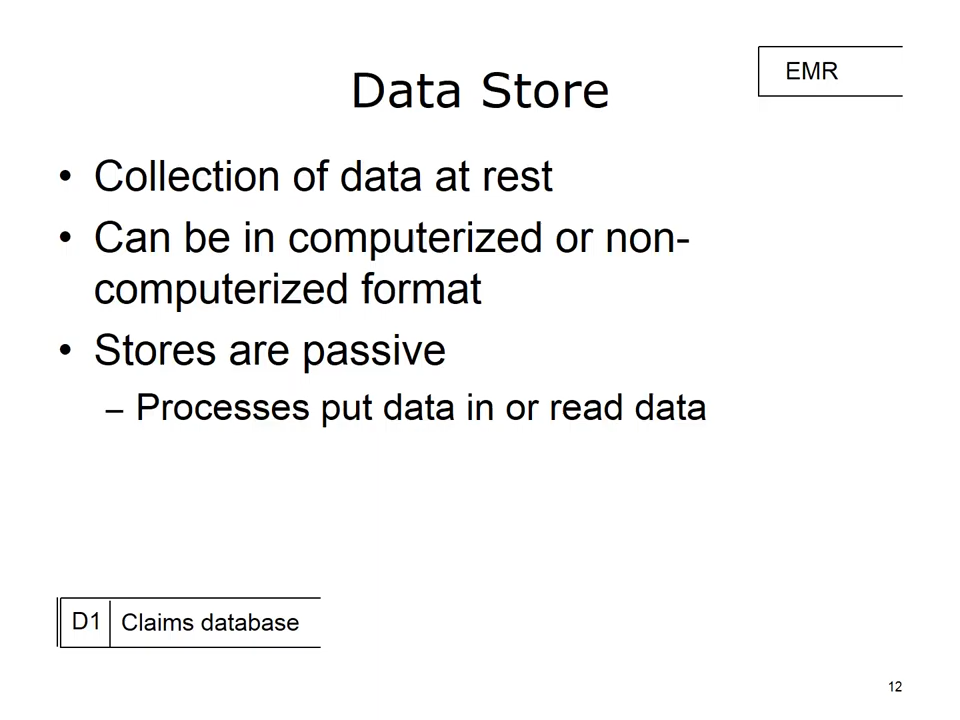 EMR
Data Store
• Collection of data at rest
• Can be in computerized or non-
computerized format
• Stores are passive
– Processes put data in or read data
D1 Claims database
12